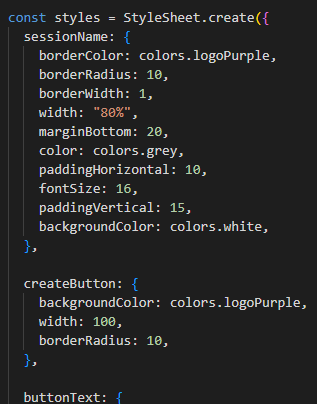 const styles = StyleSheet.create({
sessionName: {
borderColor: colors.logoPurple,
borderRadius: 10,
borderWidth: 1,
width: "80%",
marginBottom: 20,
color: colors.grey,
paddingHorizontal: 10,
fontSize: 16,
paddingVertical: 15,
backgroundColor: colors.white,
},
createButton: {
backgroundColor: colors.logoPurple,
width: 100,
borderRadius: 10,
},
buttonText: {